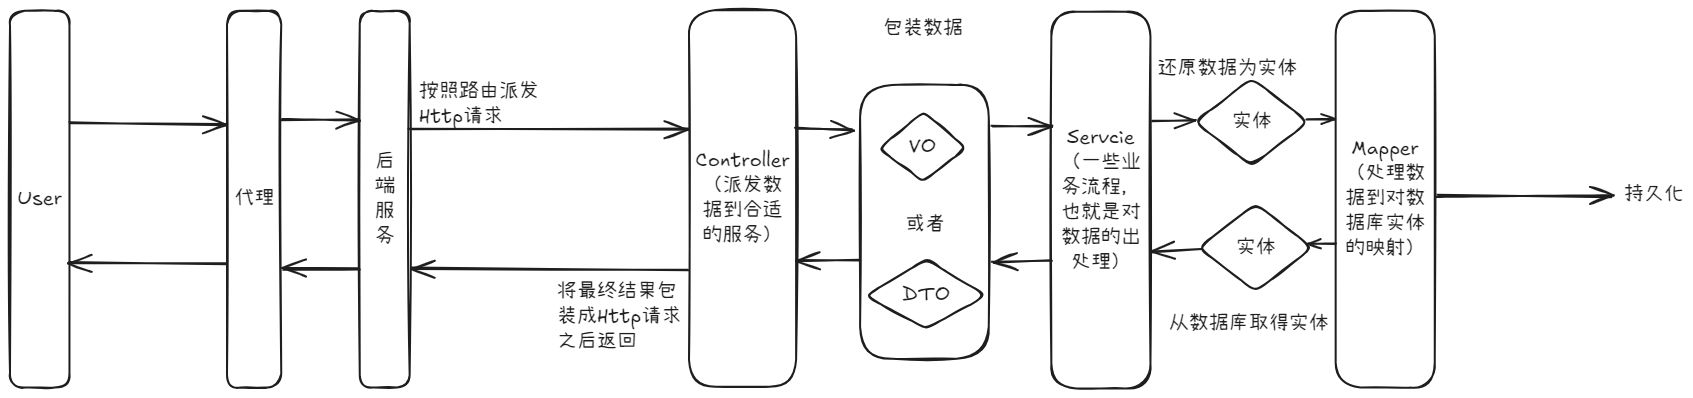 User
代理
后
端
服
务
按照路由派发
Http请求
将最终结果包
装成Http请求
之后返回
Controller
（派发数
据到合适
的服务）
包装数据
VO
或者
DTO
Servcie
（一些业
务流程，
也就是对
数据的出
处理）
还原数据为实体
实体
实体
从数据库取得实体
Mapper
（处理数
据到对数
据库实体
的映射）
持久化